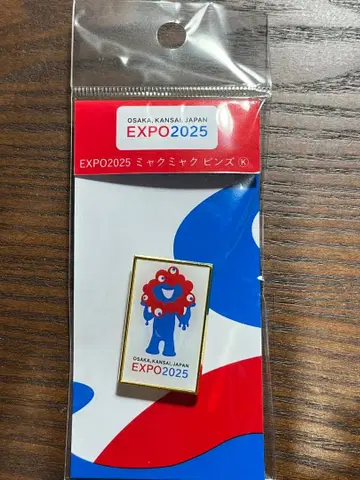 OSAKA, KANSAI, JAPAN
EXPO2025
EXPO2025 ミャクミャク ピンズ Ⓚ
OSAKA, KANSAI, JAPAN
EXPO2025